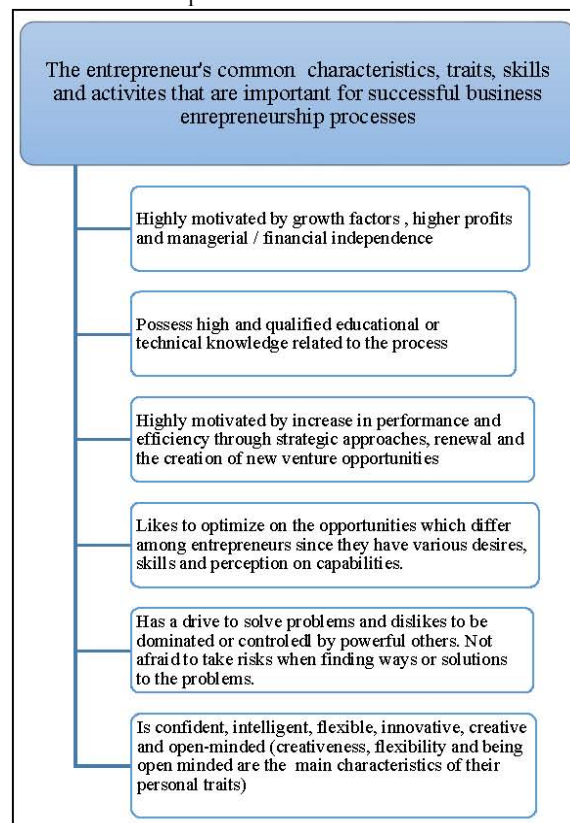 The entrepreneur's common characteristics, traits, skills
and activites that are important for successful business
enrepreneurship processes
Highly motivated by growth factors , higher profits
and managerial / financial independence
Possess high and qualified educational or
technical knowledge related to the process
Highly motivated by increase in performance and
efficiency through strategic approaches, renewal and
the creation of new venture opportunities
Likes to optimize on the opportunities which differ
among entrepreneurs since they have various desires,
skills and perception on capabilities.
Has a drive to solve problems and dislikes to be
dominated or controledl by powerful others. Not
afraid to take risks when finding ways or solutions
to the problems.
Is confident, intelligent, flexible, innovative, creative
and open-minded (creativeness, flexibility and being
open minded are the main characteristics of their
personal traits)